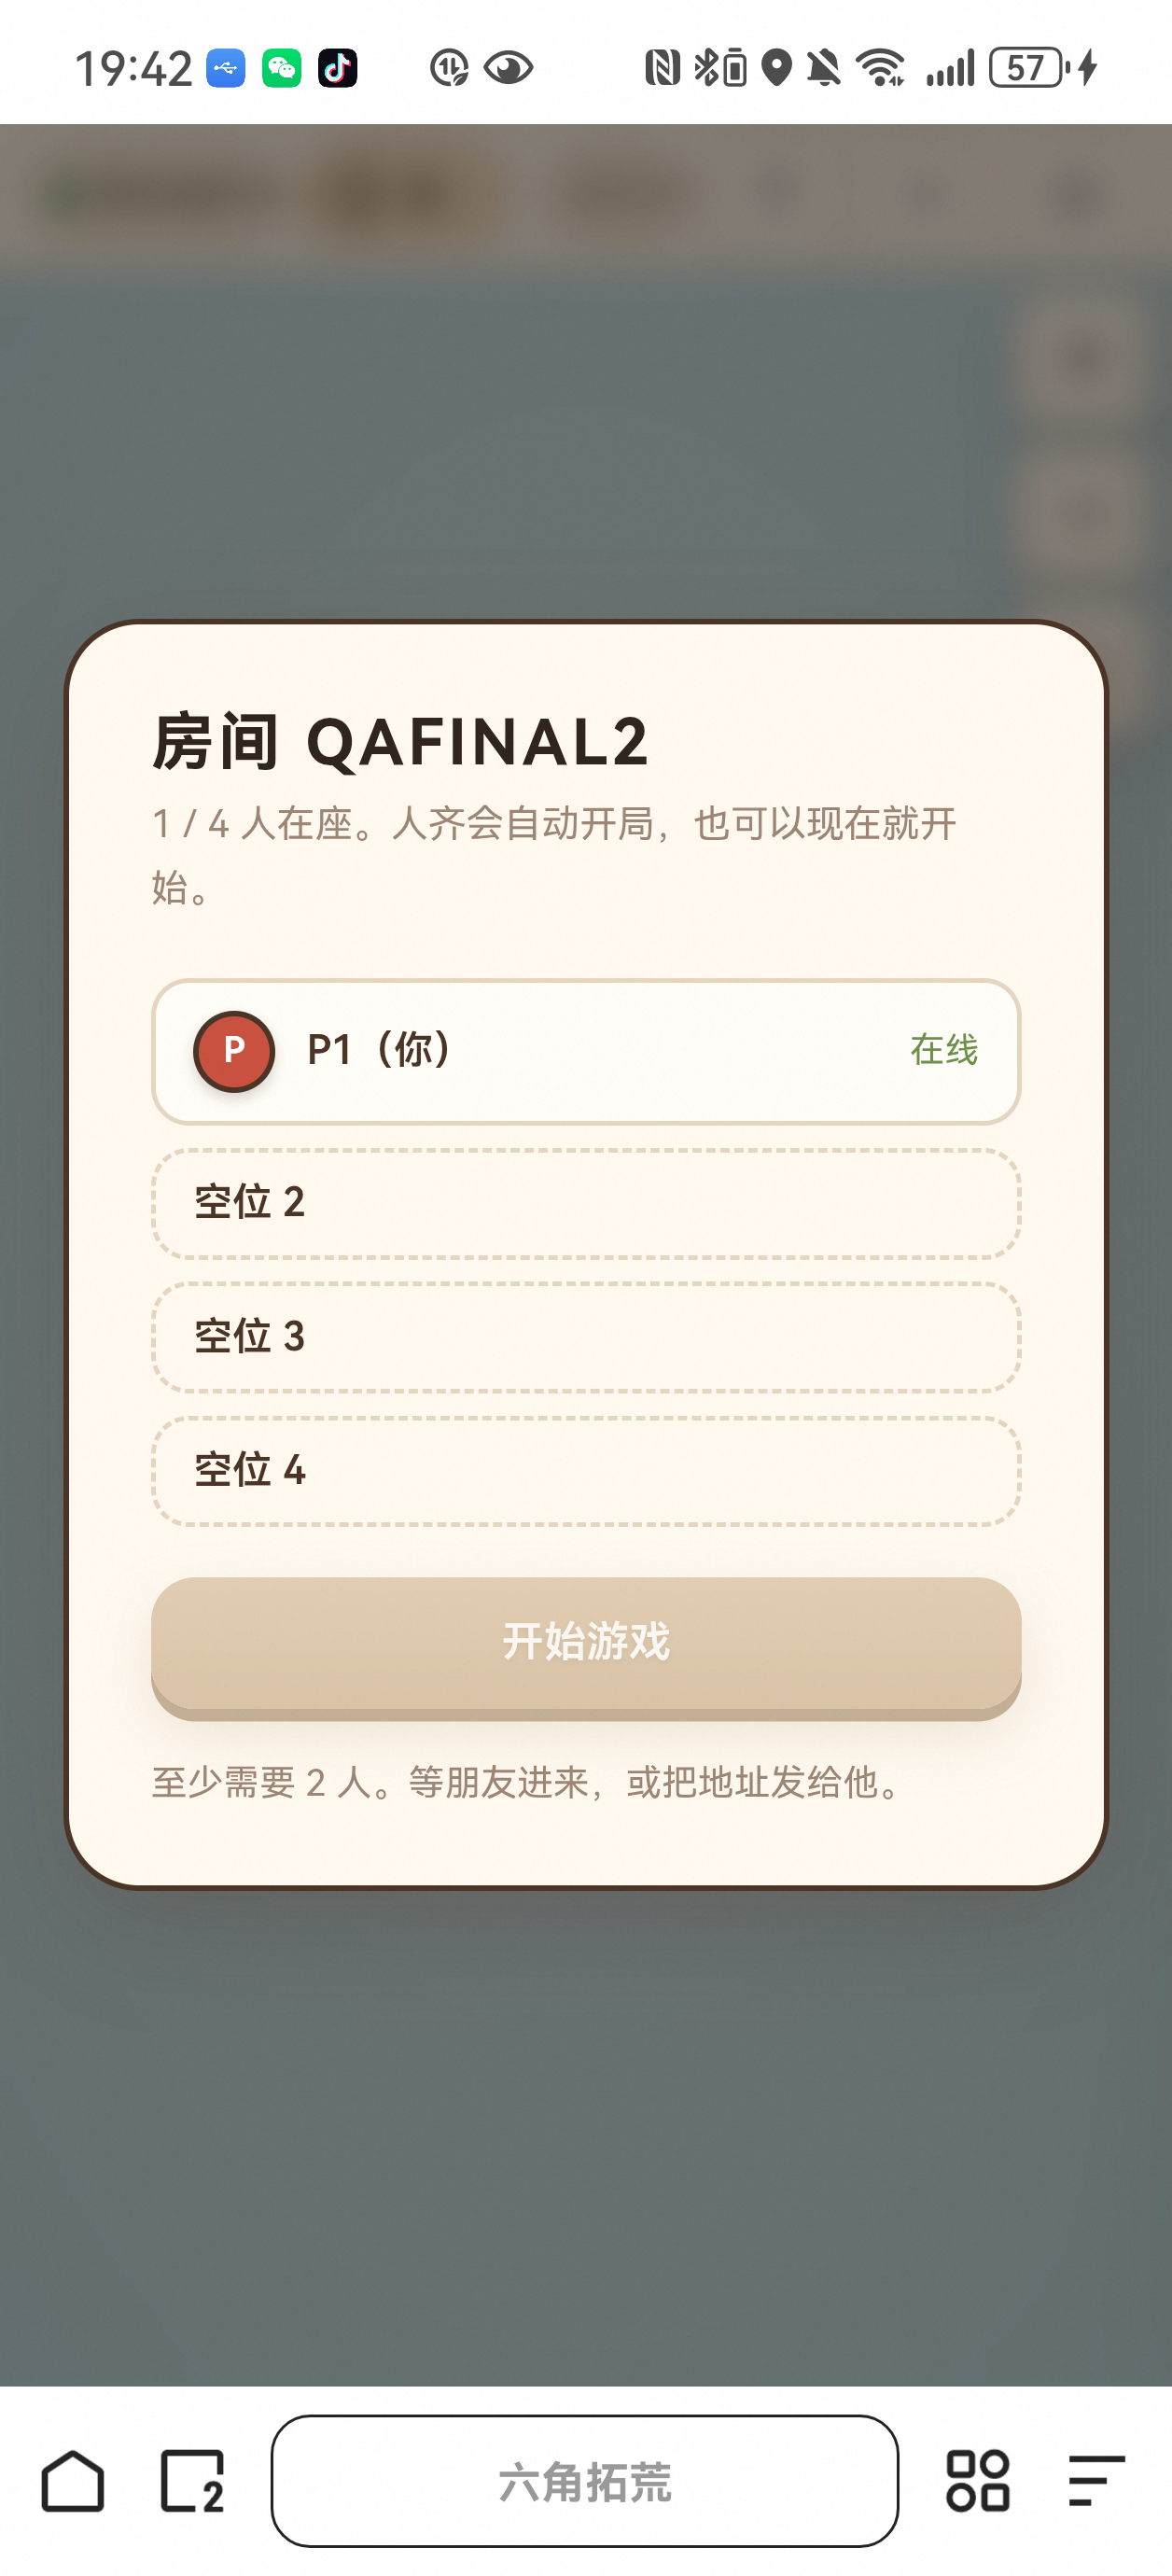 19:42
57
房间 QAFINAL2
1 / 4 人在座。人齐会自动开局，也可以现在就开
始。
P P1（你） 在线
空位 2
空位 3
空位 4
开始游戏
至少需要 2 人。等朋友进来，或把地址发给他。
2 六角拓荒